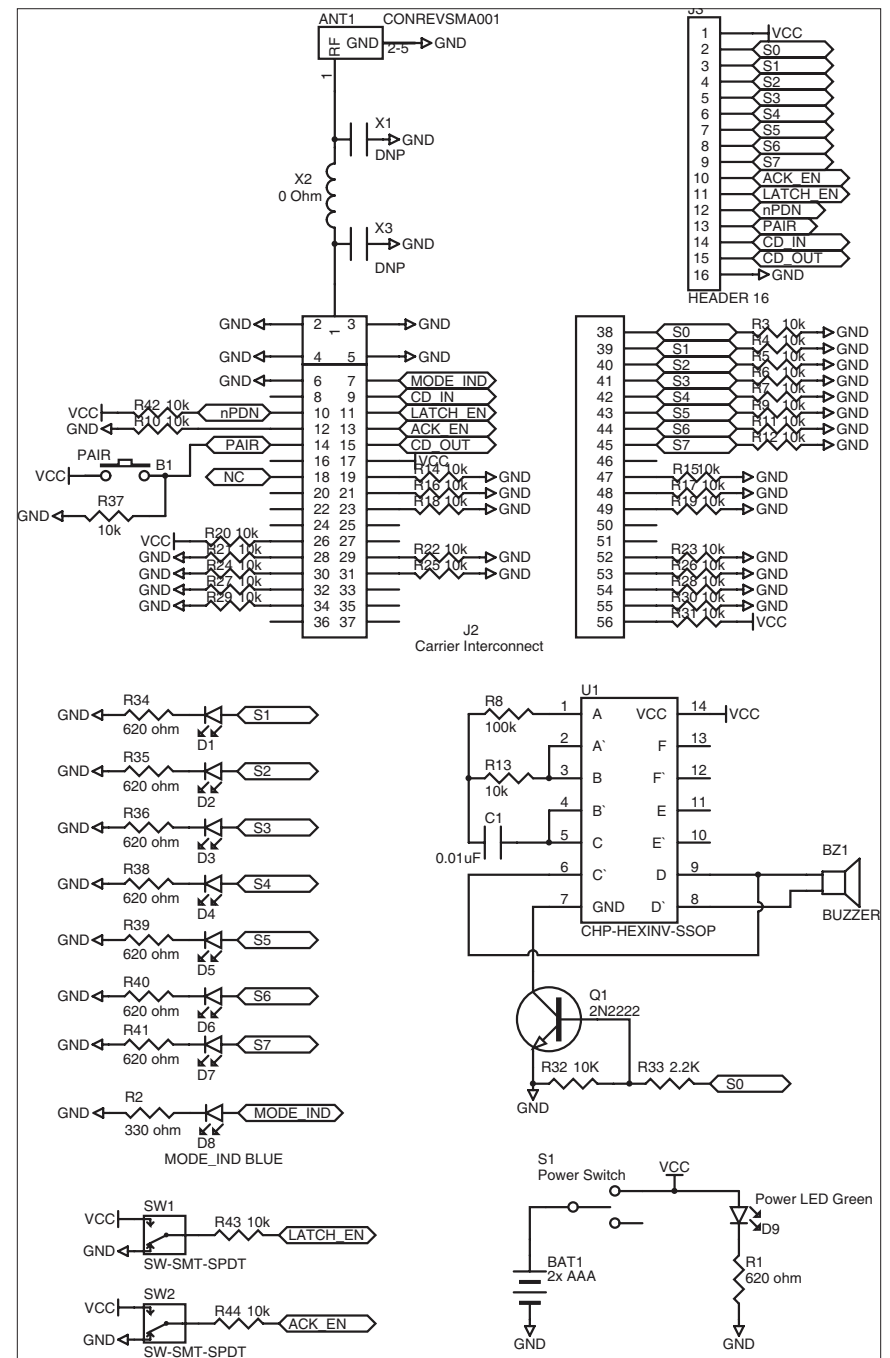 ANT1 CONREVSMA001
RF GND 2-5 GND
1
X1
GND
DNP
X2
0 Ohm
X3
GND
DNP
J3
1 VCC
2 S0
3 S1
4 S2
5 S3
6 S4
7 S5
8 S6
9 S7
10 ACK_EN
11 LATCH_EN
12 nPDN
13 PAIR
14 CD_IN
15 CD_OUT
16 GND
HEADER 16
GND 2 3 GND
1
GND 4 5 GND
GND 6 7 MODE_IND
8 9 CD_IN
VCC R42 10k nPDN 10 11 LATCH_EN
GND R10 10k 12 13 ACK_EN
PAIR 14 15 CD_OUT
16 17 VCC
PAIR
VCC B1
NC 18 19 R14 10k GND
20 21 R16 10k GND
22 23 R18 10k GND
R37
GND 10k
24 25
VCC R20 10k 26 27
GND R21 10k 28 29 R22 10k GND
GND R24 10k 30 31 R25 10k GND
GND R27 10k 32 33
GND R29 10k 34 35
36 37
J2
Carrier Interconnect
38 S0 R3 10k GND
39 S1 R4 10k GND
40 S2 R5 10k GND
41 S3 R6 10k GND
42 S4 R7 10k GND
43 S5 R9 10k GND
44 S6 R11 10k GND
45 S7 R12 10k GND
46
47 R15 10k GND
48 R17 10k GND
49 R19 10k GND
50
51
52 R23 10k GND
53 R26 10k GND
54 R28 10k GND
55 R30 10k GND
56 R31 10k VCC
R34
GND S1
620 ohm
D1
R35
GND S2
620 ohm
D2
R36
GND S3
620 ohm
D3
R38
GND S4
620 ohm
D4
R39
GND S5
620 ohm
D5
R40
GND S6
620 ohm
D6
R41
GND S7
620 ohm
D7
R2
GND MODE_IND
330 ohm
D8
MODE_IND BLUE
SW1
VCC
R43 10k LATCH_EN
GND
SW-SMT-SPDT
SW2
VCC
R44 10k ACK_EN
GND
SW-SMT-SPDT
U1
R8 1 A VCC 14 VCC
100k
2 A` F 13
R13 3 B F` 12
10k
4 B` E 11
C1 5 C E` 10
0.01uF
6 C` D 9
7 GND D` 8
BZ1
BUZZER
CHP-HEXINV-SSOP
Q1
2N2222
R32 10K R33 2.2K S0
GND
S1
Power Switch
VCC
Power LED Green
D9
BAT1
2x AAA
R1
620 ohm
GND GND